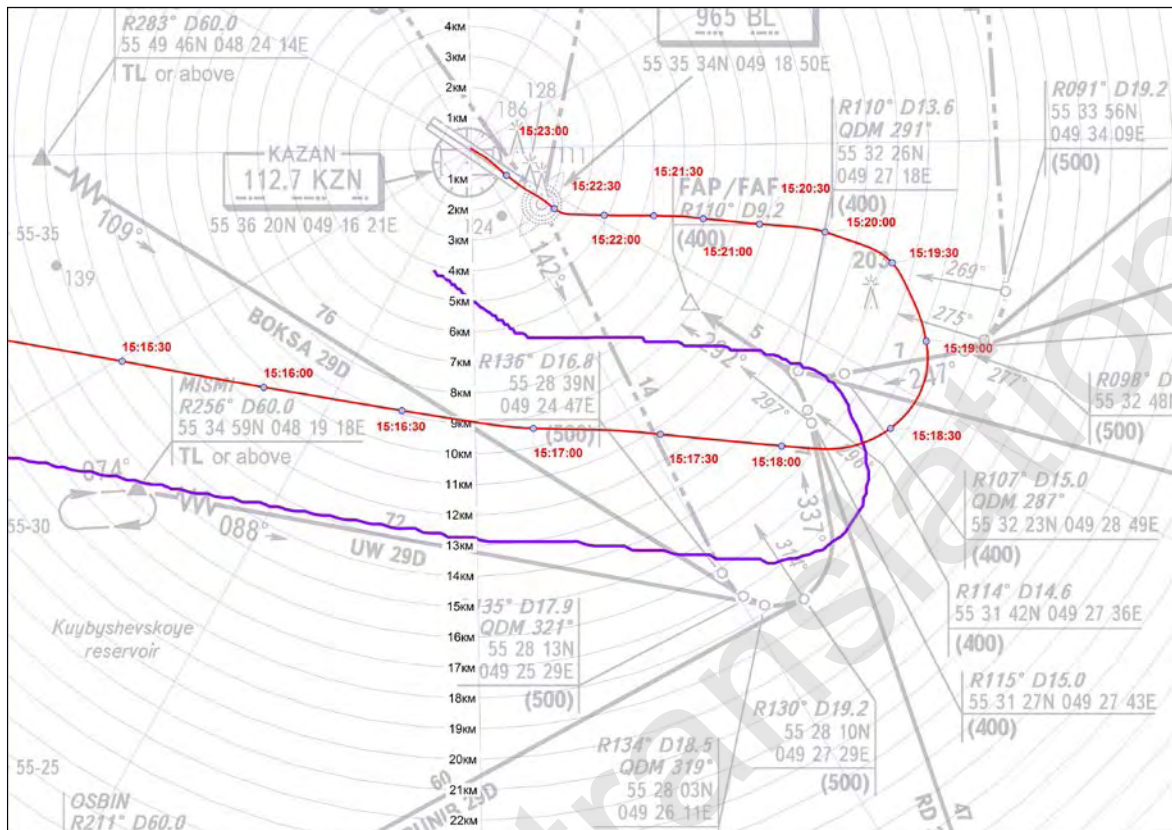 R283° D60.0
55 49 46N 048 24 14E
TL or above
965 BL
55 35 34N 049 18 50E
R091° D19.2
55 33 56N
049 34 09E
(500)
R110° D13.6
QDM 291°
55 32 26N
049 27 18E
(400)
KAZAN
112.7 KZN
55 36 20N 049 16 21E
4км
3км
2км
1км
1км
2км
3км
4км
5км
6км
7км
8км
9км
10км
11км
12км
13км
14км
15км
16км
17км
18км
19км
20км
21км
22км
128
186
124
139
203
15:23:00
15:22:30
15:22:00
15:21:30
15:21:00
15:20:30
15:20:00
15:19:30
15:19:00
15:18:30
15:18:00
15:17:30
15:17:00
15:16:30
15:16:00
15:15:30
FAP/FAF
R110° D9.2
(400)
55-35
109°
76
BOKSA 29D
142°
14
269°
275°
277°
5
7
292°
247°
297°
296°
337°
314°
R098° D
55 32 48N
(500)
R136° D16.8
55 28 39N
049 24 47E
(500)
MISMI
R256° D60.0
55 34 59N 048 19 18E
TL or above
074°
55-30
088°
72
UW 29D
R107° D15.0
QDM 287°
55 32 23N 049 28 49E
(400)
R114° D14.6
55 31 42N 049 27 36E
(400)
R115° D15.0
55 31 27N 049 27 43E
(400)
Kuybyshevskoye
reservoir
35° D17.9
QDM 321°
55 28 13N
049 25 29E
(500)
R130° D19.2
55 28 10N
049 27 29E
(500)
R134° D18.5
QDM 319°
55 28 03N
049 26 11E
55-25
60
UNIB 29D
RD
47
OSBIN
R211° D60.0
translation